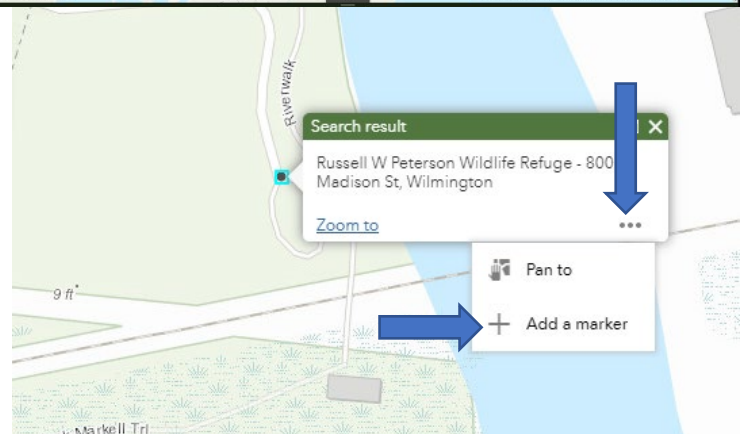 Riverwalk
Search result
Russell W Peterson Wildlife Refuge - 800
Madison St, Wilmington
Zoom to
Pan to
9 ft
Add a marker
Markell Trl